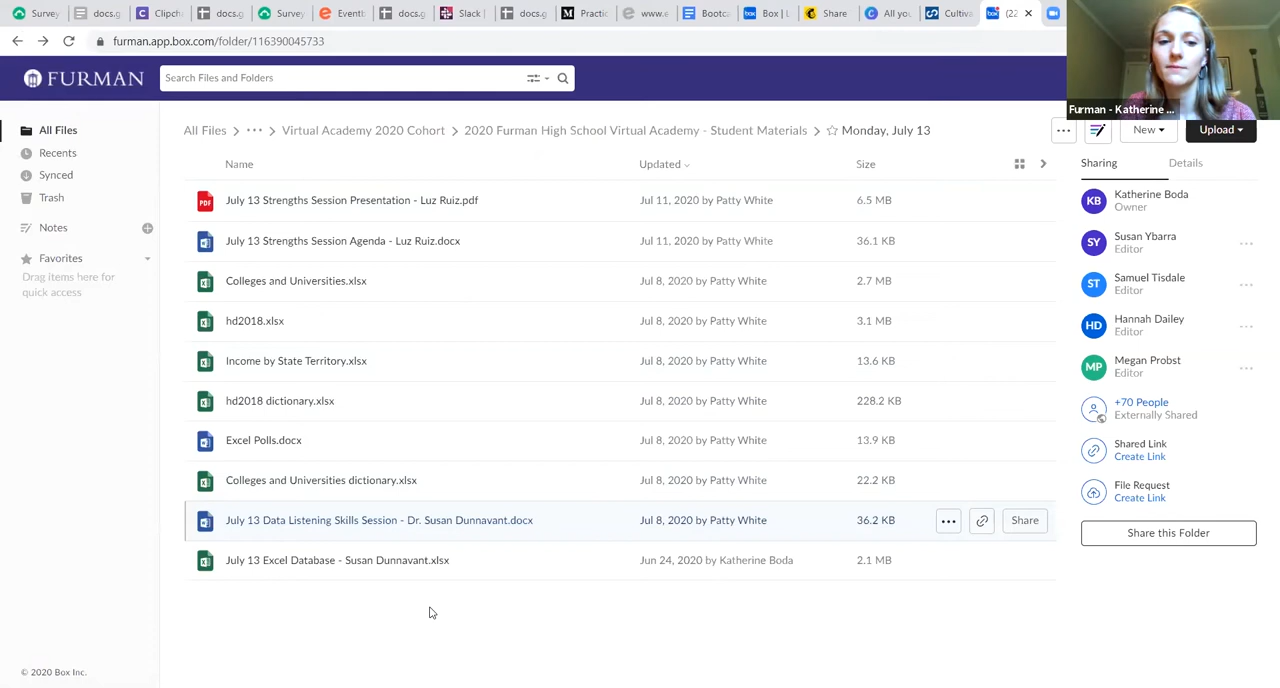 Survey
docs.g
Clipch
docs.g
Survey
Eventb
docs.g
Slack |
docs.g
Practic
www.e
Bootca
Box | L
Share
All you
Cultiva
(22
furman.app.box.com/folder/116390045733
Furman - Katherine ...
FURMAN
Search Files and Folders
All Files
Recents
Synced
Trash
Notes
Favorites
Drag items here for
quick access
© 2020 Box Inc.
All Files > ··· > Virtual Academy 2020 Cohort > 2020 Furman High School Virtual Academy - Student Materials > Monday, July 13
New
Upload
Name Updated Size
July 13 Strengths Session Presentation - Luz Ruiz.pdf Jul 11, 2020 by Patty White 6.5 MB
July 13 Strengths Session Agenda - Luz Ruiz.docx Jul 11, 2020 by Patty White 36.1 KB
Colleges and Universities.xlsx Jul 8, 2020 by Patty White 2.7 MB
hd2018.xlsx Jul 8, 2020 by Patty White 3.1 MB
Income by State Territory.xlsx Jul 8, 2020 by Patty White 13.6 KB
hd2018 dictionary.xlsx Jul 8, 2020 by Patty White 228.2 KB
Excel Polls.docx Jul 8, 2020 by Patty White 13.9 KB
Colleges and Universities dictionary.xlsx Jul 8, 2020 by Patty White 22.2 KB
July 13 Data Listening Skills Session - Dr. Susan Dunnavant.docx Jul 8, 2020 by Patty White 36.2 KB Share
July 13 Excel Database - Susan Dunnavant.xlsx Jun 24, 2020 by Katherine Boda 2.1 MB
Sharing Details
KB Katherine Boda
Owner
SY Susan Ybarra
Editor
ST Samuel Tisdale
Editor
HD Hannah Dailey
Editor
MP Megan Probst
Editor
+70 People
Externally Shared
Shared Link
Create Link
File Request
Create Link
Share this Folder